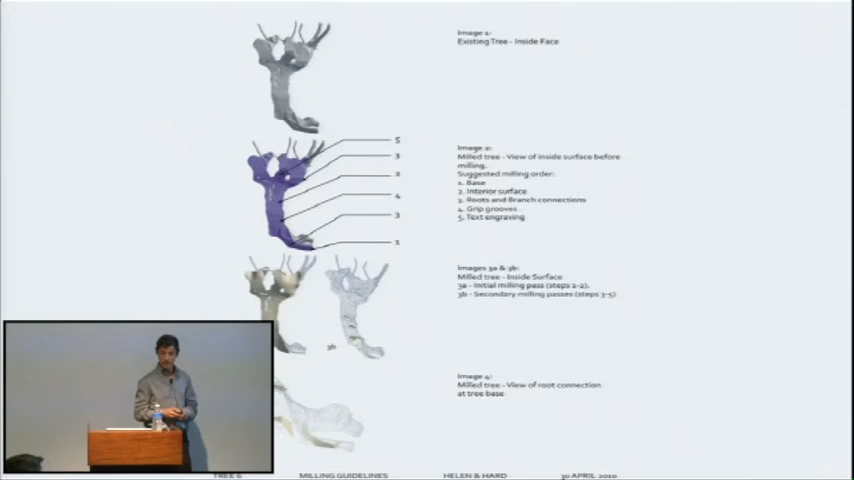 Image 1:
Existing Tree - Inside Face
5
3
2
4
3
1
Image 2:
Milled tree - View of inside surface before
milling.
Suggested milling order:
1. Base
2. Interior surface
3. Roots and Branch connections
4. Grip grooves
5. Text engraving
Images 3a & 3b:
Milled tree - Inside Surface
3a - Initial milling pass (steps 1-2).
3b - Secondary milling passes (steps 3-5)
3b
Image 4:
Milled tree - View of root connection
at tree base
TREE 6 MILLING GUIDELINES HELEN & HARD 30 APRIL 2010